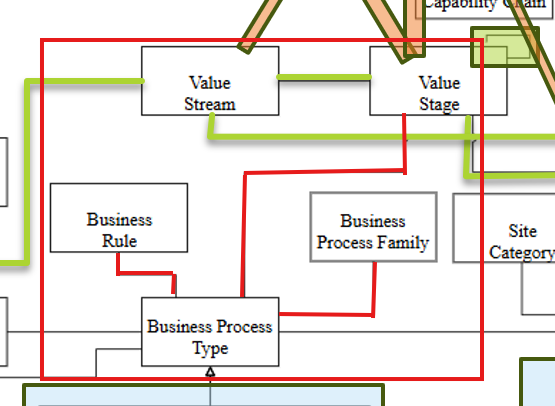 Capability Chain
Value
Stream
Value
Stage
Business
Rule
Business
Process Family
Site
Category
Business Process
Type